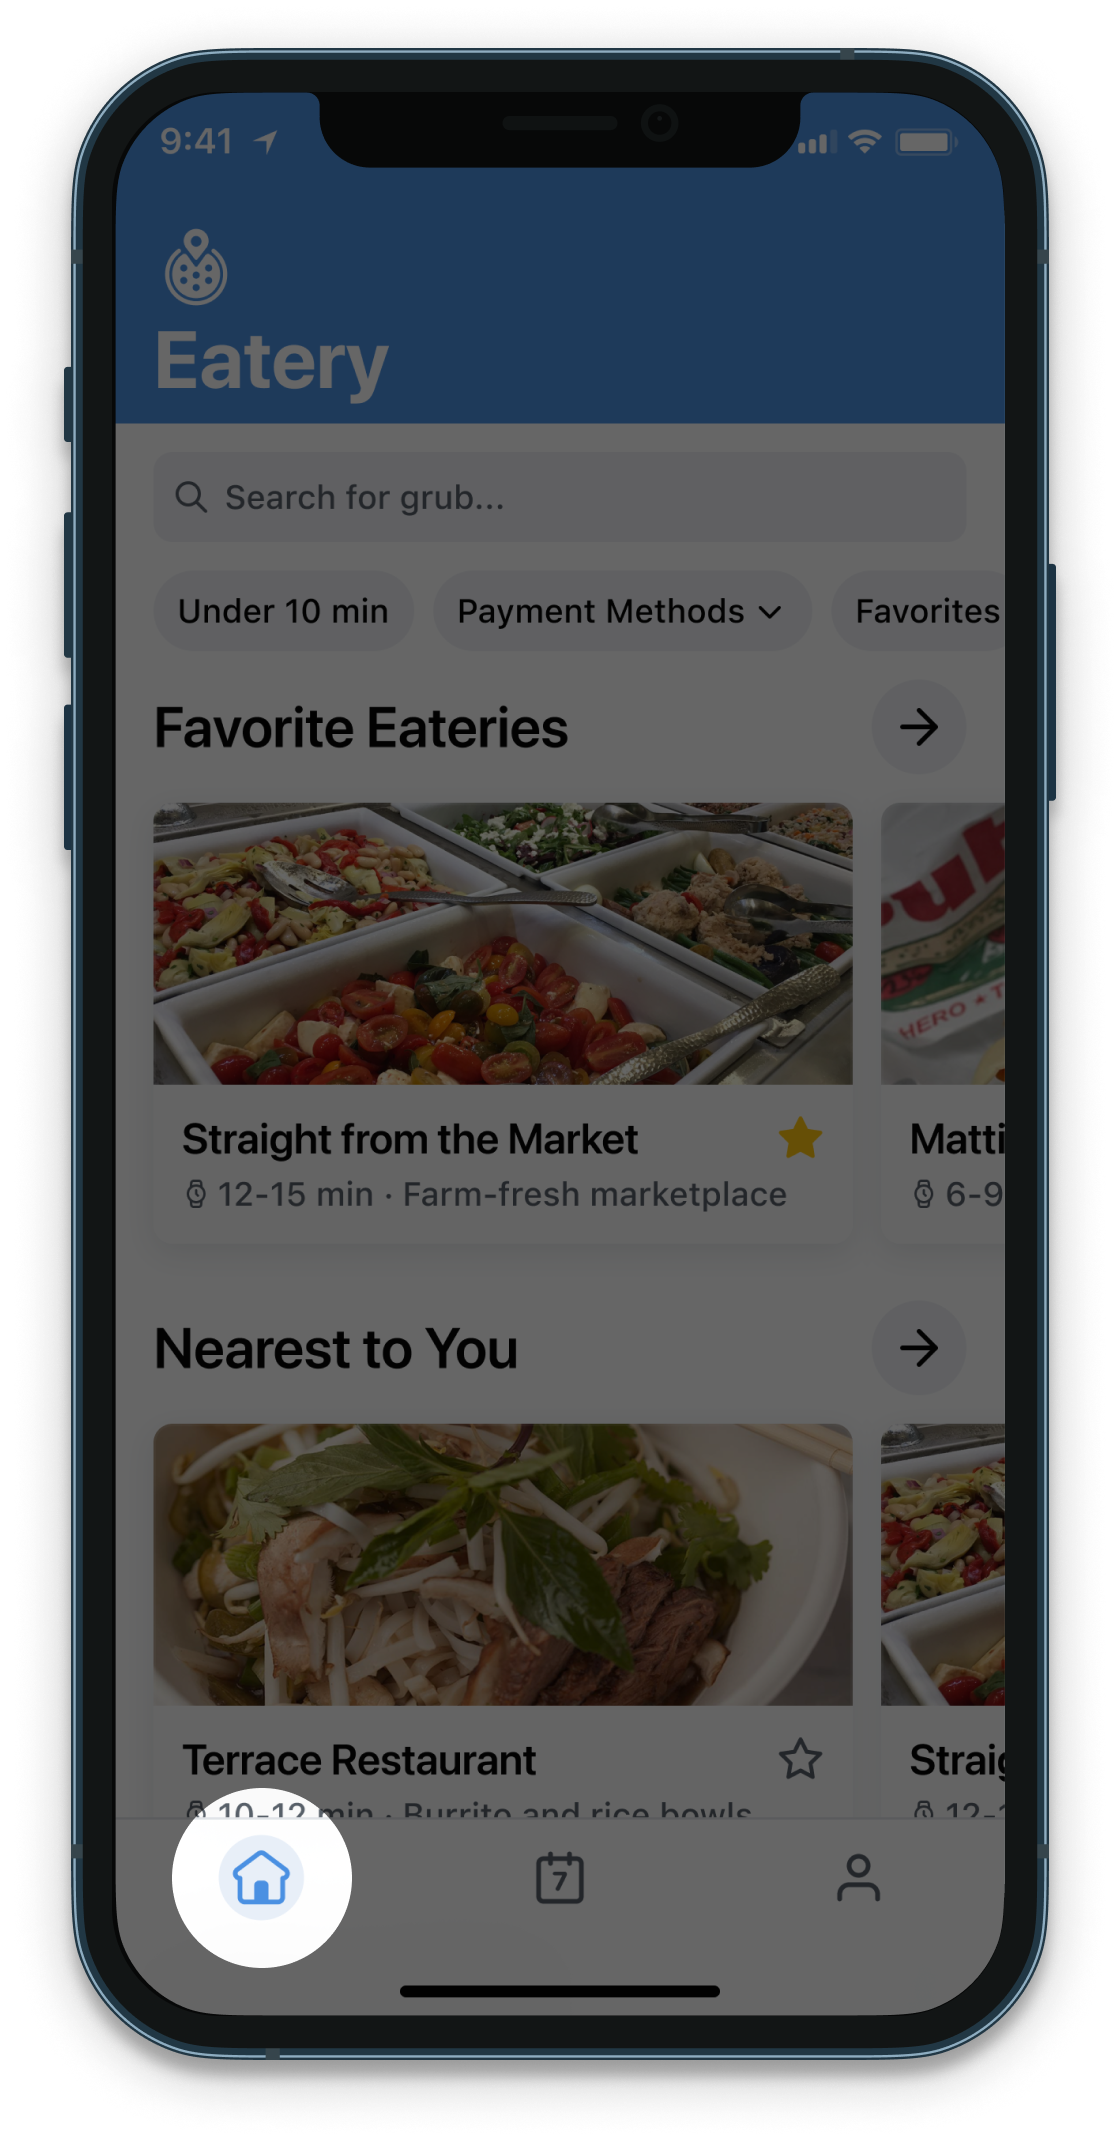 9:41
Eatery
Search for grub...
Under 10 min
Payment Methods
Favorites
Favorite Eateries
HERO ★ T
Straight from the Market
Matti
12-15 min · Farm-fresh marketplace
6-9
Nearest to You
Terrace Restaurant
Straig
10-12 min · Burrito and rice bowls
12-
7